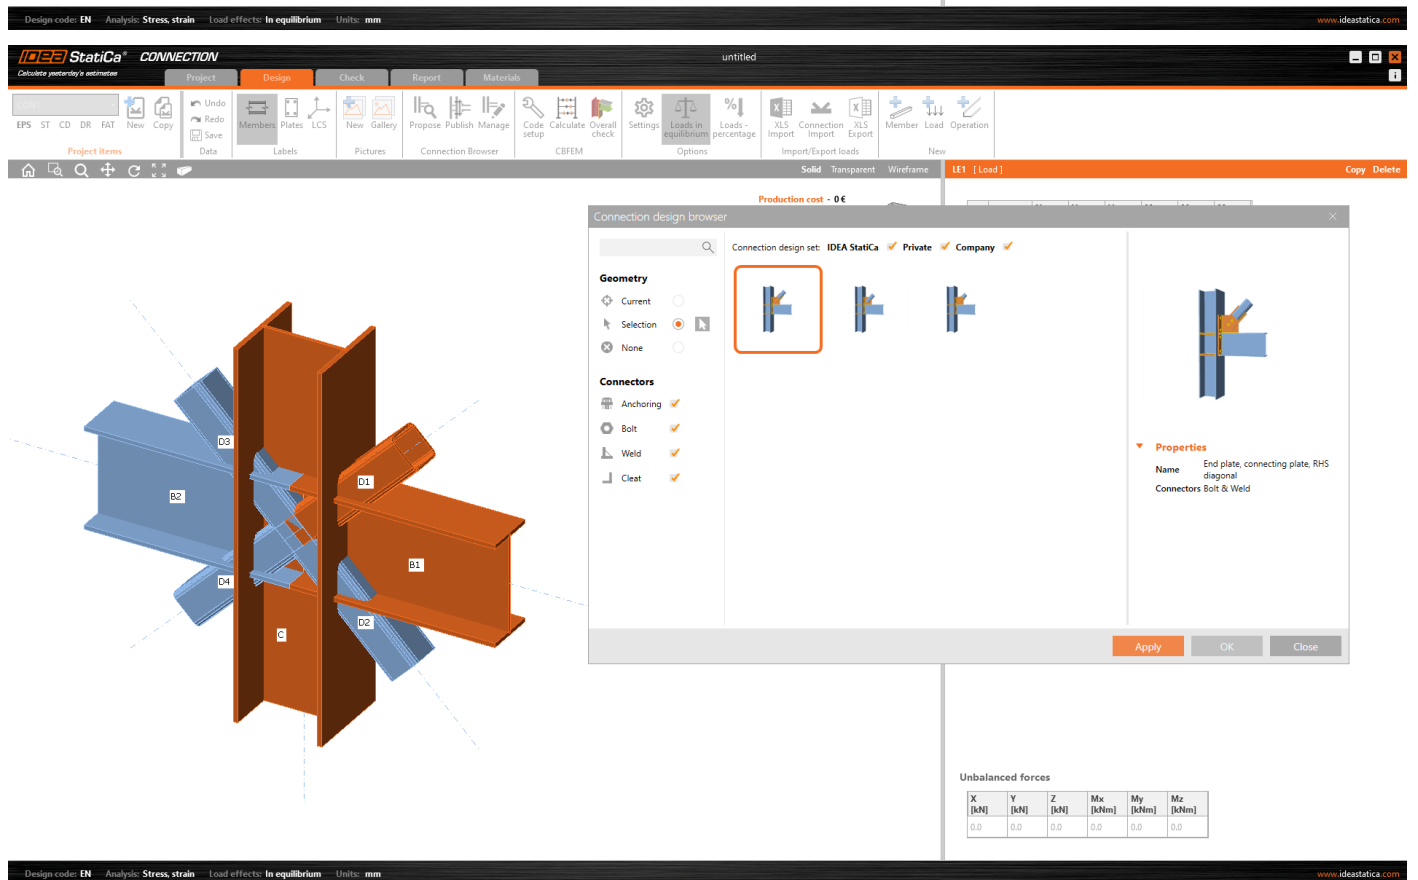 Design code: EN Analysis: Stress, strain Load effects: In equilibrium Units: mm www.ideastatica.com
IDEA StatiCa® CONNECTION untitled
Calculate yesterday's estimates Project Design Check Report Materials
CON1
EPS ST CD DR FAT New Copy
Undo
Redo
Save
Members Plates LCS
New Gallery
Propose Publish Manage
Code setup Calculate Overall check
Settings Loads in equilibrium Loads - percentage
XLS Import Connection Import XLS Export
Member Load Operation
Project items Data Labels Pictures Connection Browser CBFEM Options Import/Export loads New
Solid Transparent Wireframe LE1 [Load] Copy Delete
Production cost - 0 €
Connection design browser
Connection design set: IDEA StatiCa Private Company
Geometry
Current
Selection
None
Connectors
Anchoring
Bolt
Weld
Cleat
Properties
Name End plate, connecting plate, RHS
diagonal
Connectors Bolt & Weld
Apply OK Close
D3
D1
B2
B1
D4
D2
C
Unbalanced forces
X Y Z Mx My Mz
[kN] [kN] [kN] [kNm] [kNm] [kNm]
0.0 0.0 0.0 0.0 0.0 0.0
Design code: EN Analysis: Stress, strain Load effects: In equilibrium Units: mm www.ideastatica.com